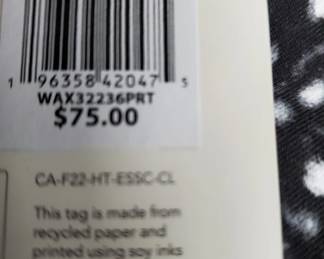 1 96358 42047 5
WAX32236PRT
$75.00
CA-F22-HT-ESSC-CL
This tag is made from
recycled paper and
printed using soy inks